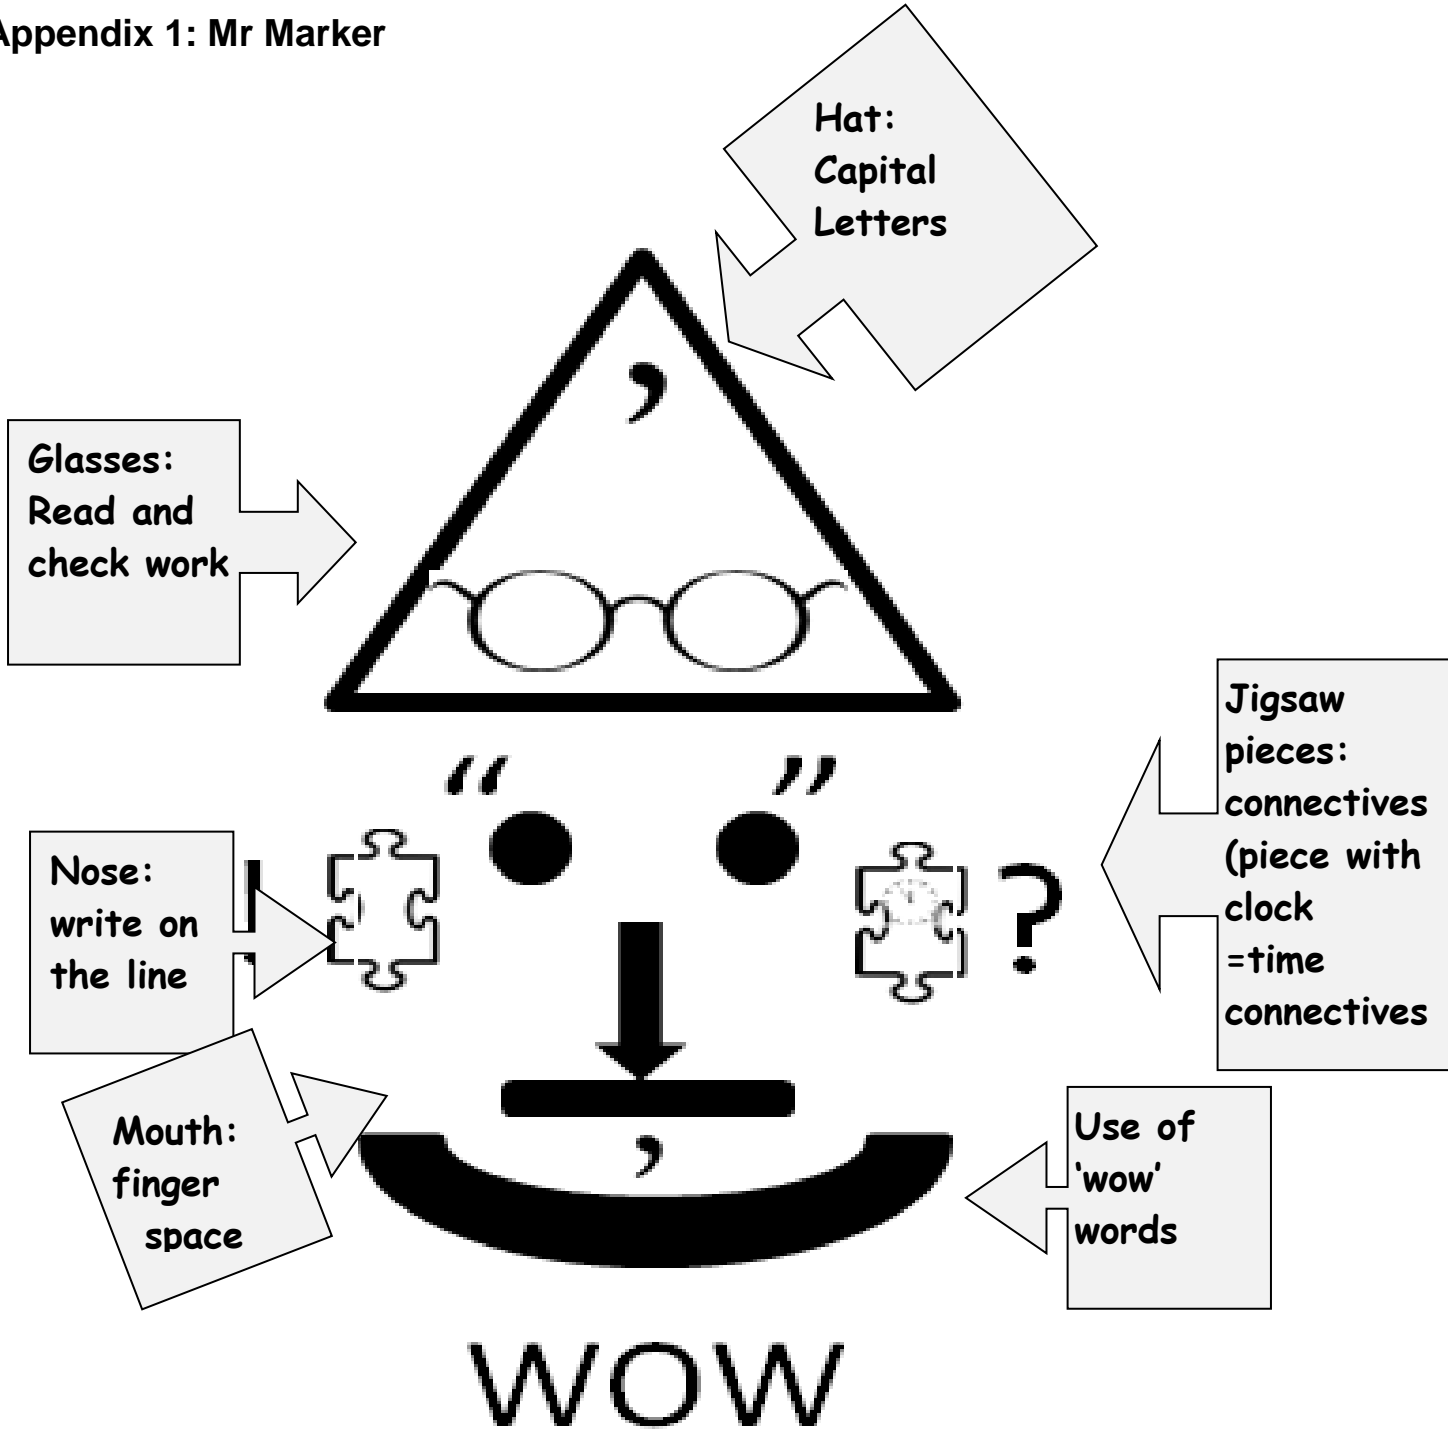 Appendix 1: Mr Marker
Hat:
Capital
Letters
,
Glasses:
Read and
check work
“ ”
Jigsaw
pieces:
connectives
(piece with
clock
=time
connectives
Nose:
write on
the line
!
?
Mouth:
finger
space
,
Use of
'wow'
words
WOW